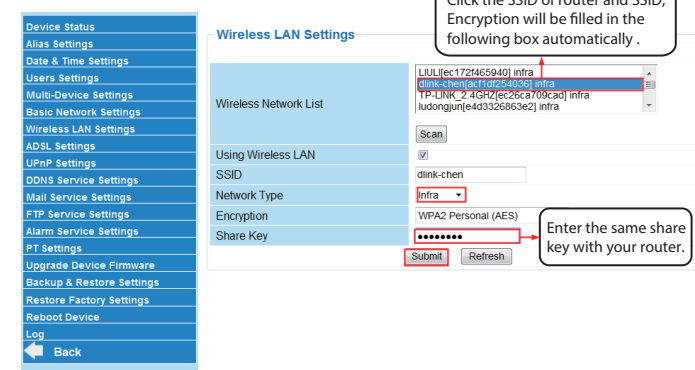 Click the SSID of router and SSID,
Encryption will be filled in the
following box automatically .
Device Status
Alias Settings
Date & Time Settings
Users Settings
Multi-Device Settings
Basic Network Settings
Wireless LAN Settings
ADSL Settings
UPnP Settings
DDNS Service Settings
Mail Service Settings
FTP Service Settings
Alarm Service Settings
PT Settings
Upgrade Device Firmware
Backup & Restore Settings
Restore Factory Settings
Reboot Device
Log
Back
Wireless LAN Settings
Wireless Network List
LIULI[ec172f465940] infra
dlink-chen[acf1df254036] infra
TP-LINK_2.4GHZ[ec26ca709cad] infra
ludongjun[e4d3326863e2] infra
Scan
Using Wireless LAN
SSID
dlink-chen
Network Type
Infra
Encryption
WPA2 Personal (AES)
Share Key
••••••••
Enter the same share
key with your router.
Submit
Refresh